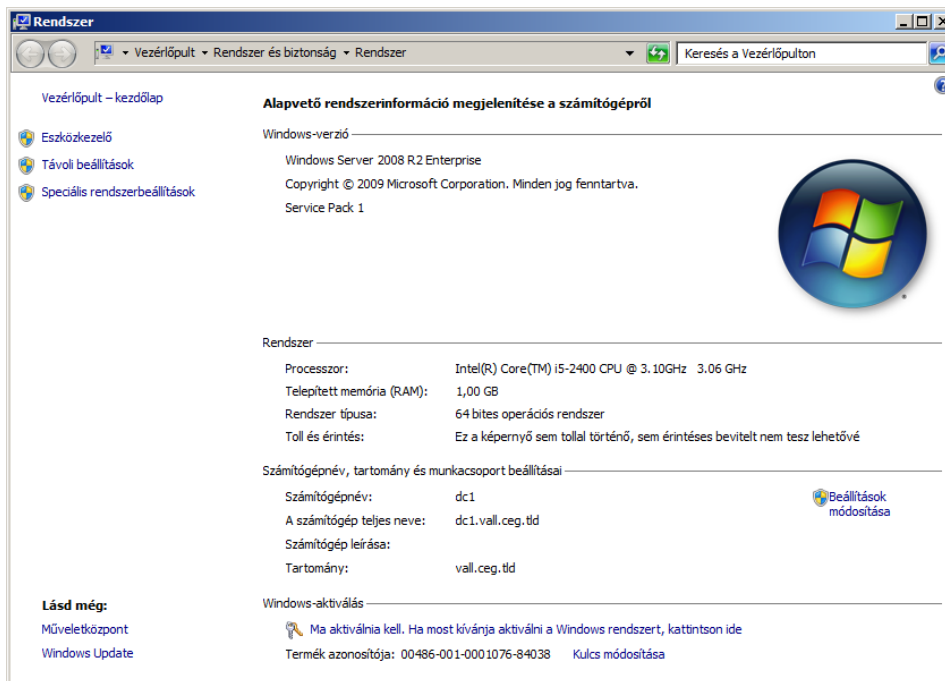 Rendszer
Vezérlőpult Rendszer és biztonság Rendszer
Keresés a Vezérlőpulton
Vezérlőpult – kezdőlap
Eszközkezelő
Távoli beállítások
Speciális rendszerbeállítások
Alapvető rendszerinformáció megjelenítése a számítógépről
Windows-verzió
Windows Server 2008 R2 Enterprise
Copyright © 2009 Microsoft Corporation. Minden jog fenntartva.
Service Pack 1
Rendszer
Processzor: Intel(R) Core(TM) i5-2400 CPU @ 3.10GHz 3.06 GHz
Telepített memória (RAM): 1,00 GB
Rendszer típusa: 64 bites operációs rendszer
Toll és érintés: Ez a képernyő sem tollal történő, sem érintéses bevitelt nem tesz lehetővé
Számítógépnév, tartomány és munkacsoport beállításai
Számítógépnév: dc1
Beállítások
módosítása
A számítógép teljes neve: dc1.vall.ceg.tld
Számítógép leírása:
Tartomány: vall.ceg.tld
Windows-aktiválás
Ma aktiválnia kell. Ha most kívánja aktiválni a Windows rendszert, kattintson ide
Termék azonosítója: 00486-001-0001076-84038 Kulcs módosítása
Lásd még:
Műveletközpont
Windows Update